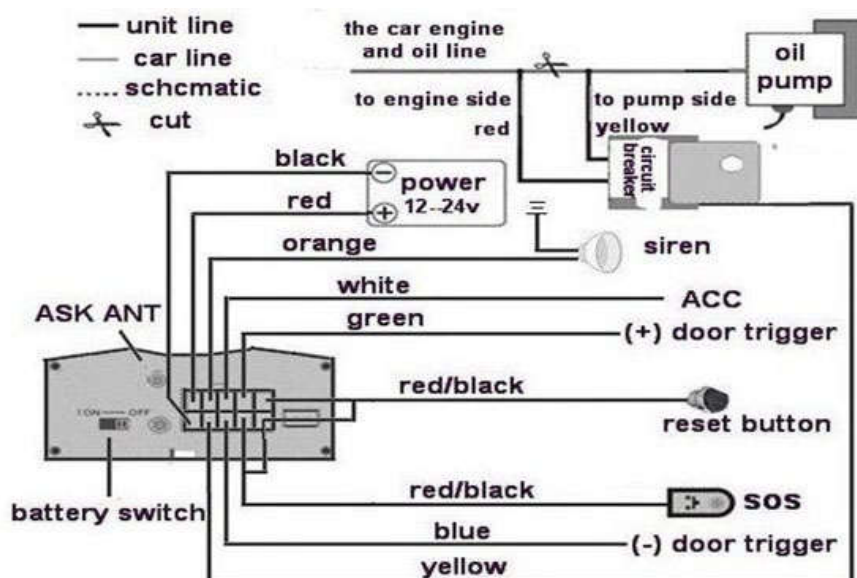 unit line
car line
schcmatic
cut
the car engine
and oil line
oil
pump
to engine side
red
to pump side
yellow
circuit
breaker
black
red
power
12--24v
orange
siren
white
ACC
ASK ANT
green
(+) door trigger
red/black
reset button
ION OFF
battery switch
red/black
sos
blue
(-) door trigger
yellow